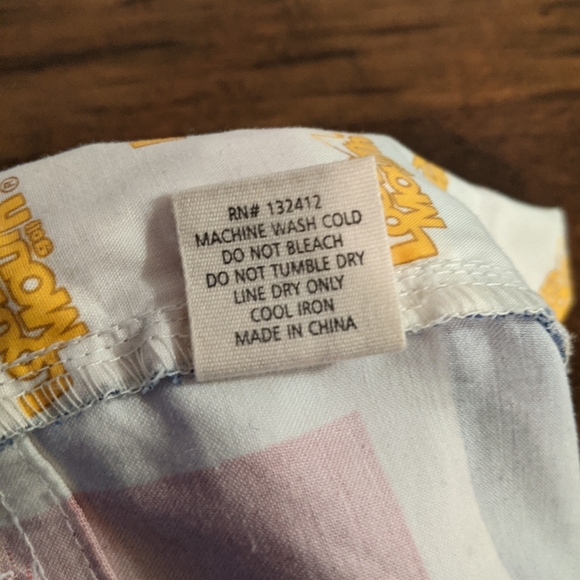 RN# 132412
MACHINE WASH COLD
DO NOT BLEACH
DO NOT TUMBLE DRY
LINE DRY ONLY
COOL IRON
MADE IN CHINA